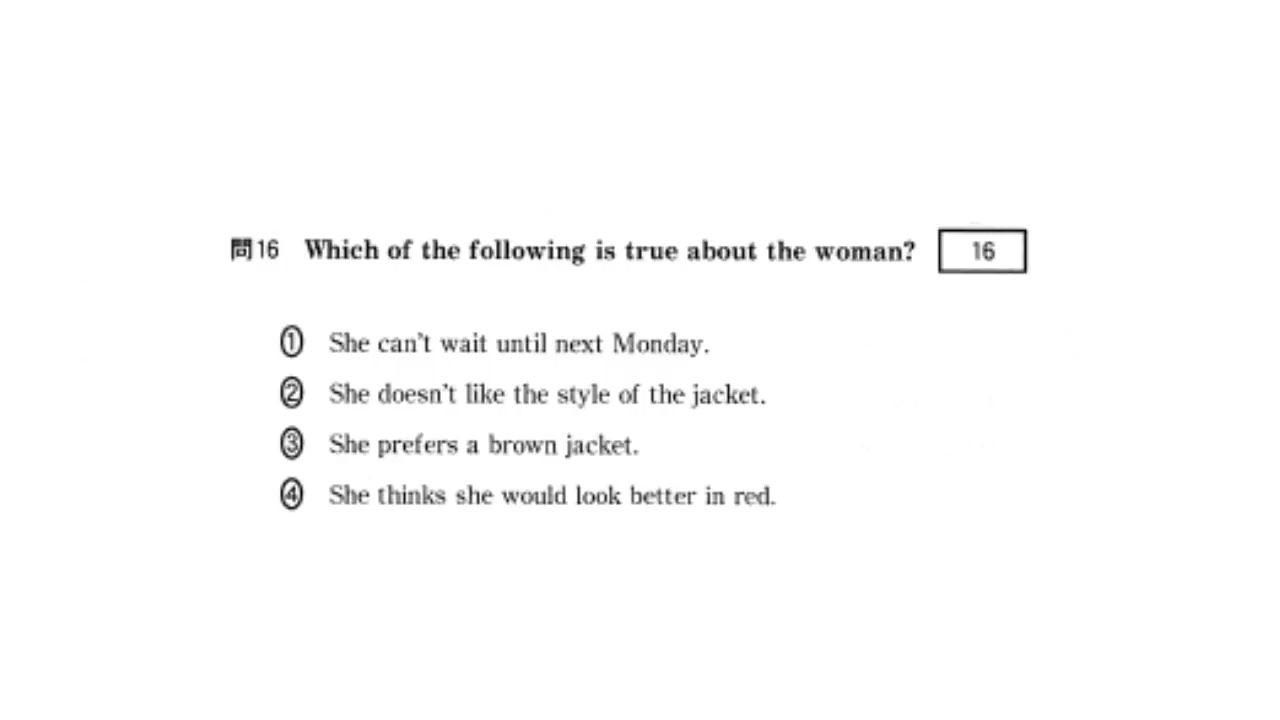 問16 Which of the following is true about the woman? 16
① She can't wait until next Monday.
② She doesn't like the style of the jacket.
③ She prefers a brown jacket.
④ She thinks she would look better in red.